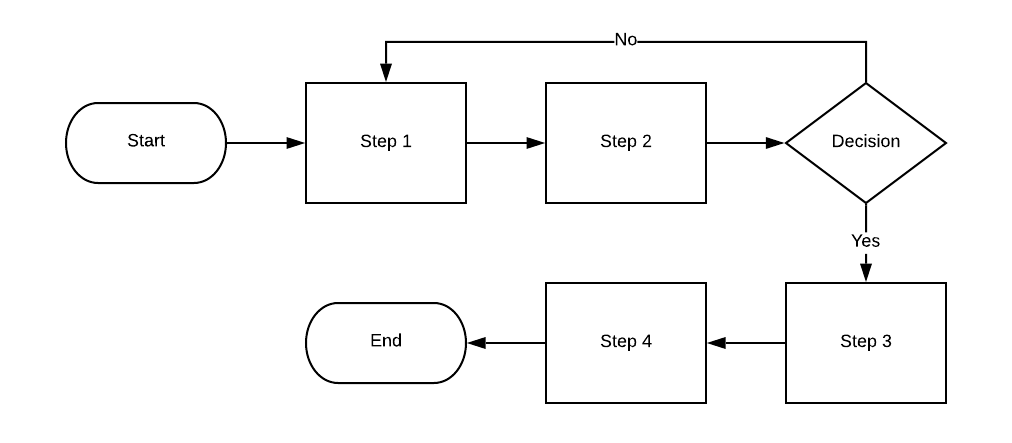 No
Start
Step 1
Step 2
Decision
Yes
End
Step 4
Step 3